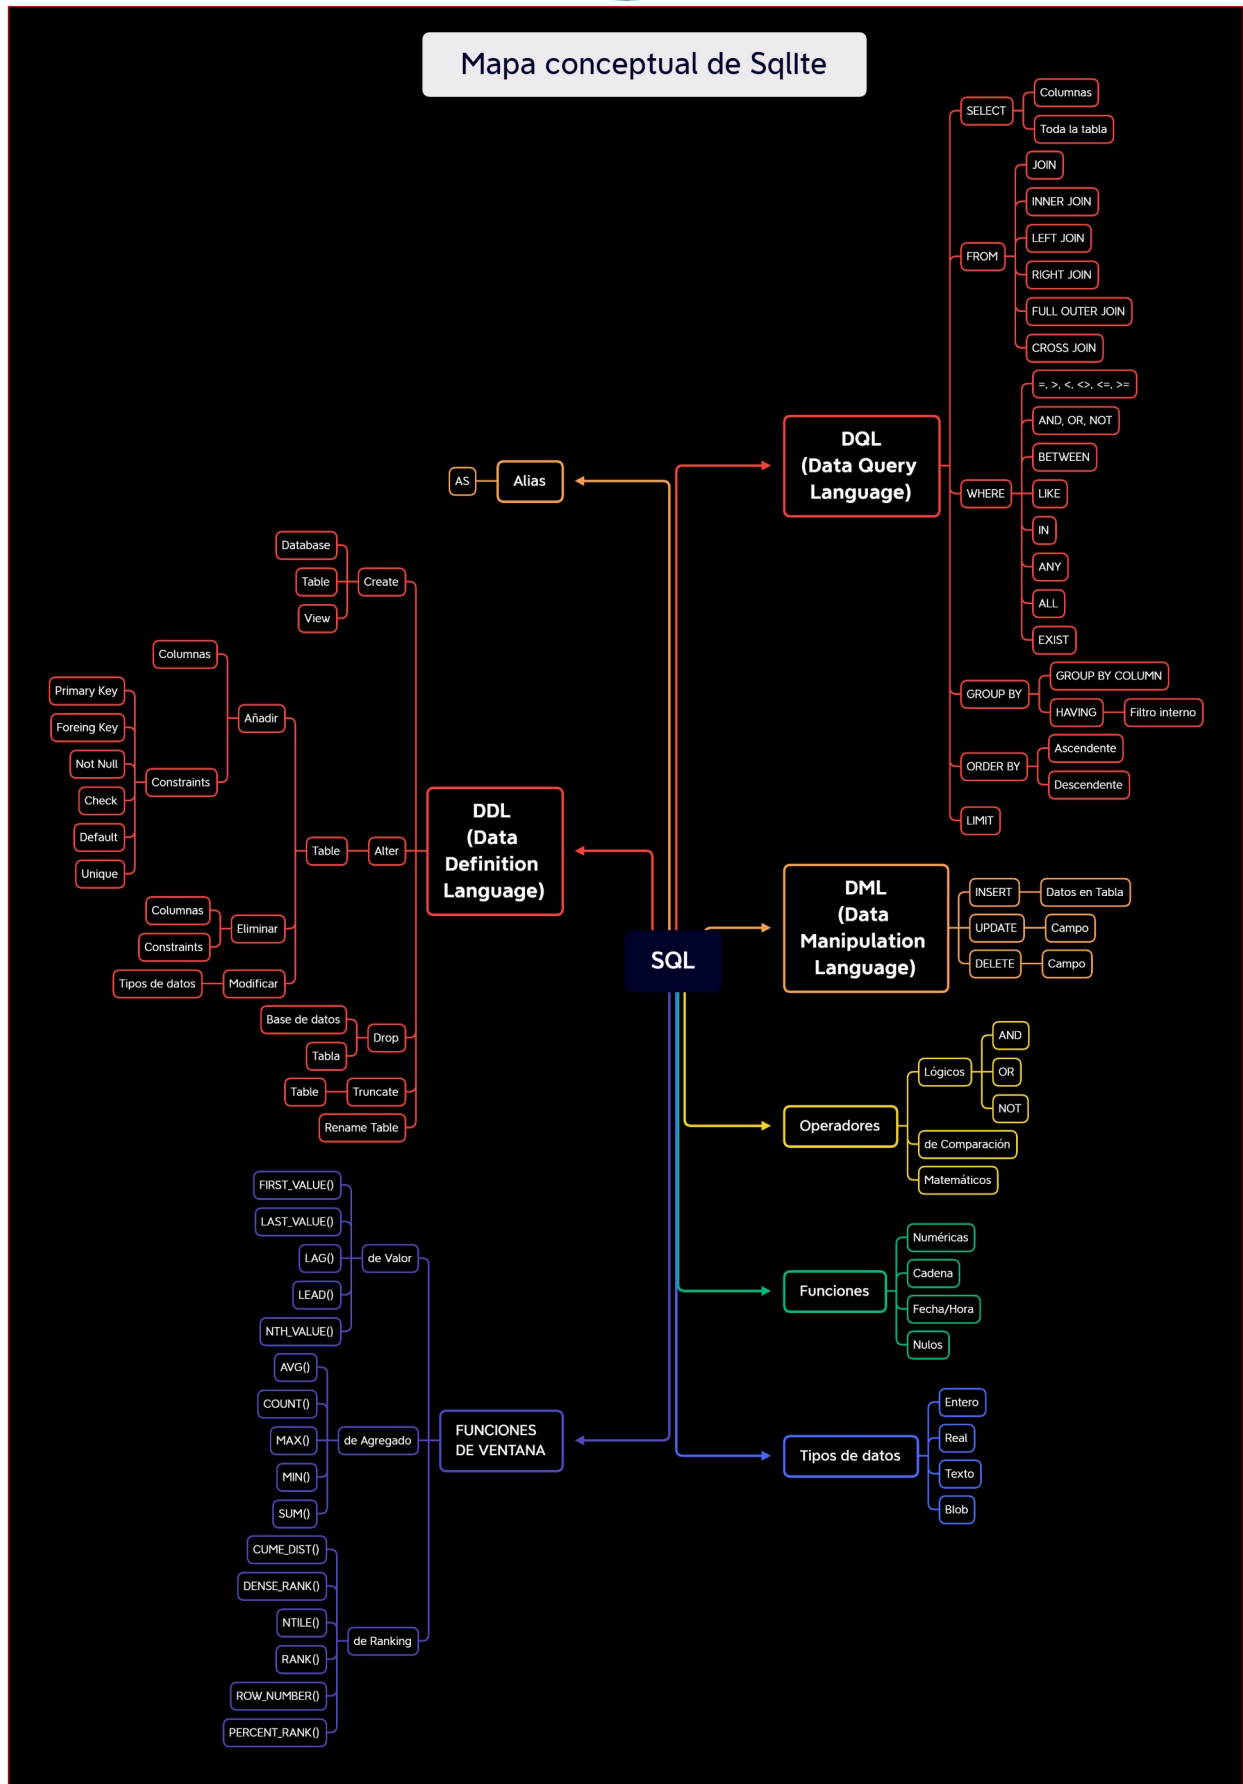 Mapa conceptual de SqlIte
SELECT
Columnas
Toda la tabla
FROM
JOIN
INNER JOIN
LEFT JOIN
RIGHT JOIN
FULL OUTER JOIN
CROSS JOIN
DQL
(Data Query
Language)
WHERE
=, >, <, <>, <=, >=
AND, OR, NOT
BETWEEN
LIKE
IN
ANY
ALL
EXIST
GROUP BY
GROUP BY COLUMN
HAVING
Filtro interno
ORDER BY
Ascendente
Descendente
LIMIT
Alias
AS
DDL
(Data
Definition
Language)
Create
Database
Table
View
Alter
Table
Añadir
Columnas
Constraints
Primary Key
Foreing Key
Not Null
Check
Default
Unique
Eliminar
Columnas
Constraints
Modificar
Tipos de datos
Drop
Base de datos
Tabla
Truncate
Table
Rename Table
SQL
DML
(Data
Manipulation
Language)
INSERT
Datos en Tabla
UPDATE
Campo
DELETE
Campo
Operadores
Lógicos
AND
OR
NOT
de Comparación
Matemáticos
Funciones
Numéricas
Cadena
Fecha/Hora
Nulos
Tipos de datos
Entero
Real
Texto
Blob
FUNCIONES
DE VENTANA
de Valor
FIRST_VALUE()
LAST_VALUE()
LAG()
LEAD()
NTH_VALUE()
de Agregado
AVG()
COUNT()
MAX()
MIN()
SUM()
de Ranking
CUME_DIST()
DENSE_RANK()
NTILE()
RANK()
ROW_NUMBER()
PERCENT_RANK()